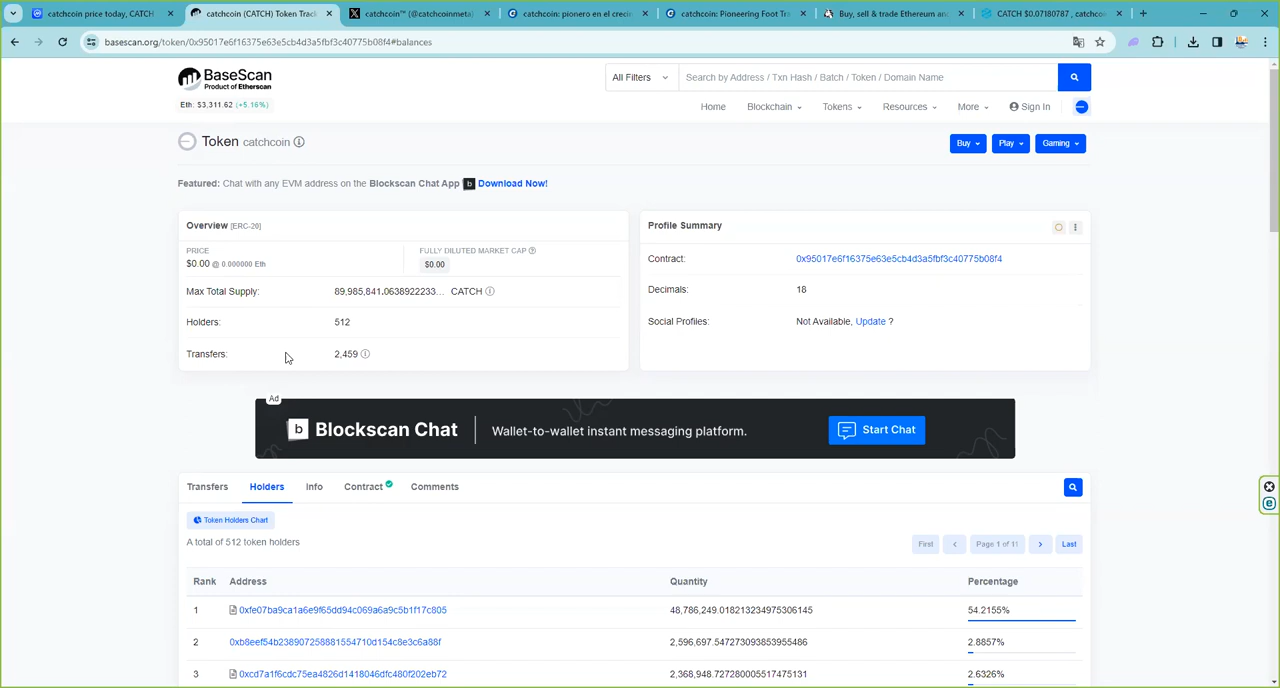 catchcoin price today, CATCH
catchcoin (CATCH) Token Track
catchcoin™ (@catchcoinmeta)
catchcoin: pionero en el crecin
catchcoin: Pioneering Foot Tra
Buy, sell & trade Ethereum an
CATCH $0.07180787 , catchco
basescan.org/token/0x95017e6f16375e63e5cb4d3a5fbf3c40775b08f4#balances
BaseScan
Product of Etherscan
All Filters
Search by Address / Txn Hash / Batch / Token / Domain Name
Eth: $3,311.62 (+5.16%)
Home
Blockchain
Tokens
Resources
More
Sign In
Token catchcoin
Buy
Play
Gaming
Featured: Chat with any EVM address on the Blockscan Chat App b Download Now!
Overview [ERC-20]
PRICE
$0.00 @ 0.000000 Eth
FULLY DILUTED MARKET CAP
$0.00
Max Total Supply:
89,985,841.0638922233... CATCH
Holders:
512
Transfers:
2,459
Profile Summary
Contract:
0x95017e6f16375e63e5cb4d3a5fbf3c40775b08f4
Decimals:
18
Social Profiles:
Not Available, Update ?
Ad
b Blockscan Chat
Wallet-to-wallet instant messaging platform.
Start Chat
Transfers
Holders
Info
Contract
Comments
Token Holders Chart
A total of 512 token holders
First
Page 1 of 11
Last
Rank Address Quantity Percentage
1 0xfe07ba9ca1a6e9f65dd94c069a6a9c5b1f17c805 48,786,249.018213234975306145 54.2155%
2 0xb8eef54b238907258881554710d154c8e3c6a88f 2,596,697.547273093853955486 2.8857%
3 0xcd7a1f6cdc75ea4826d1418046dfc480f202eb72 2,368,948.727280005517475131 2.6326%